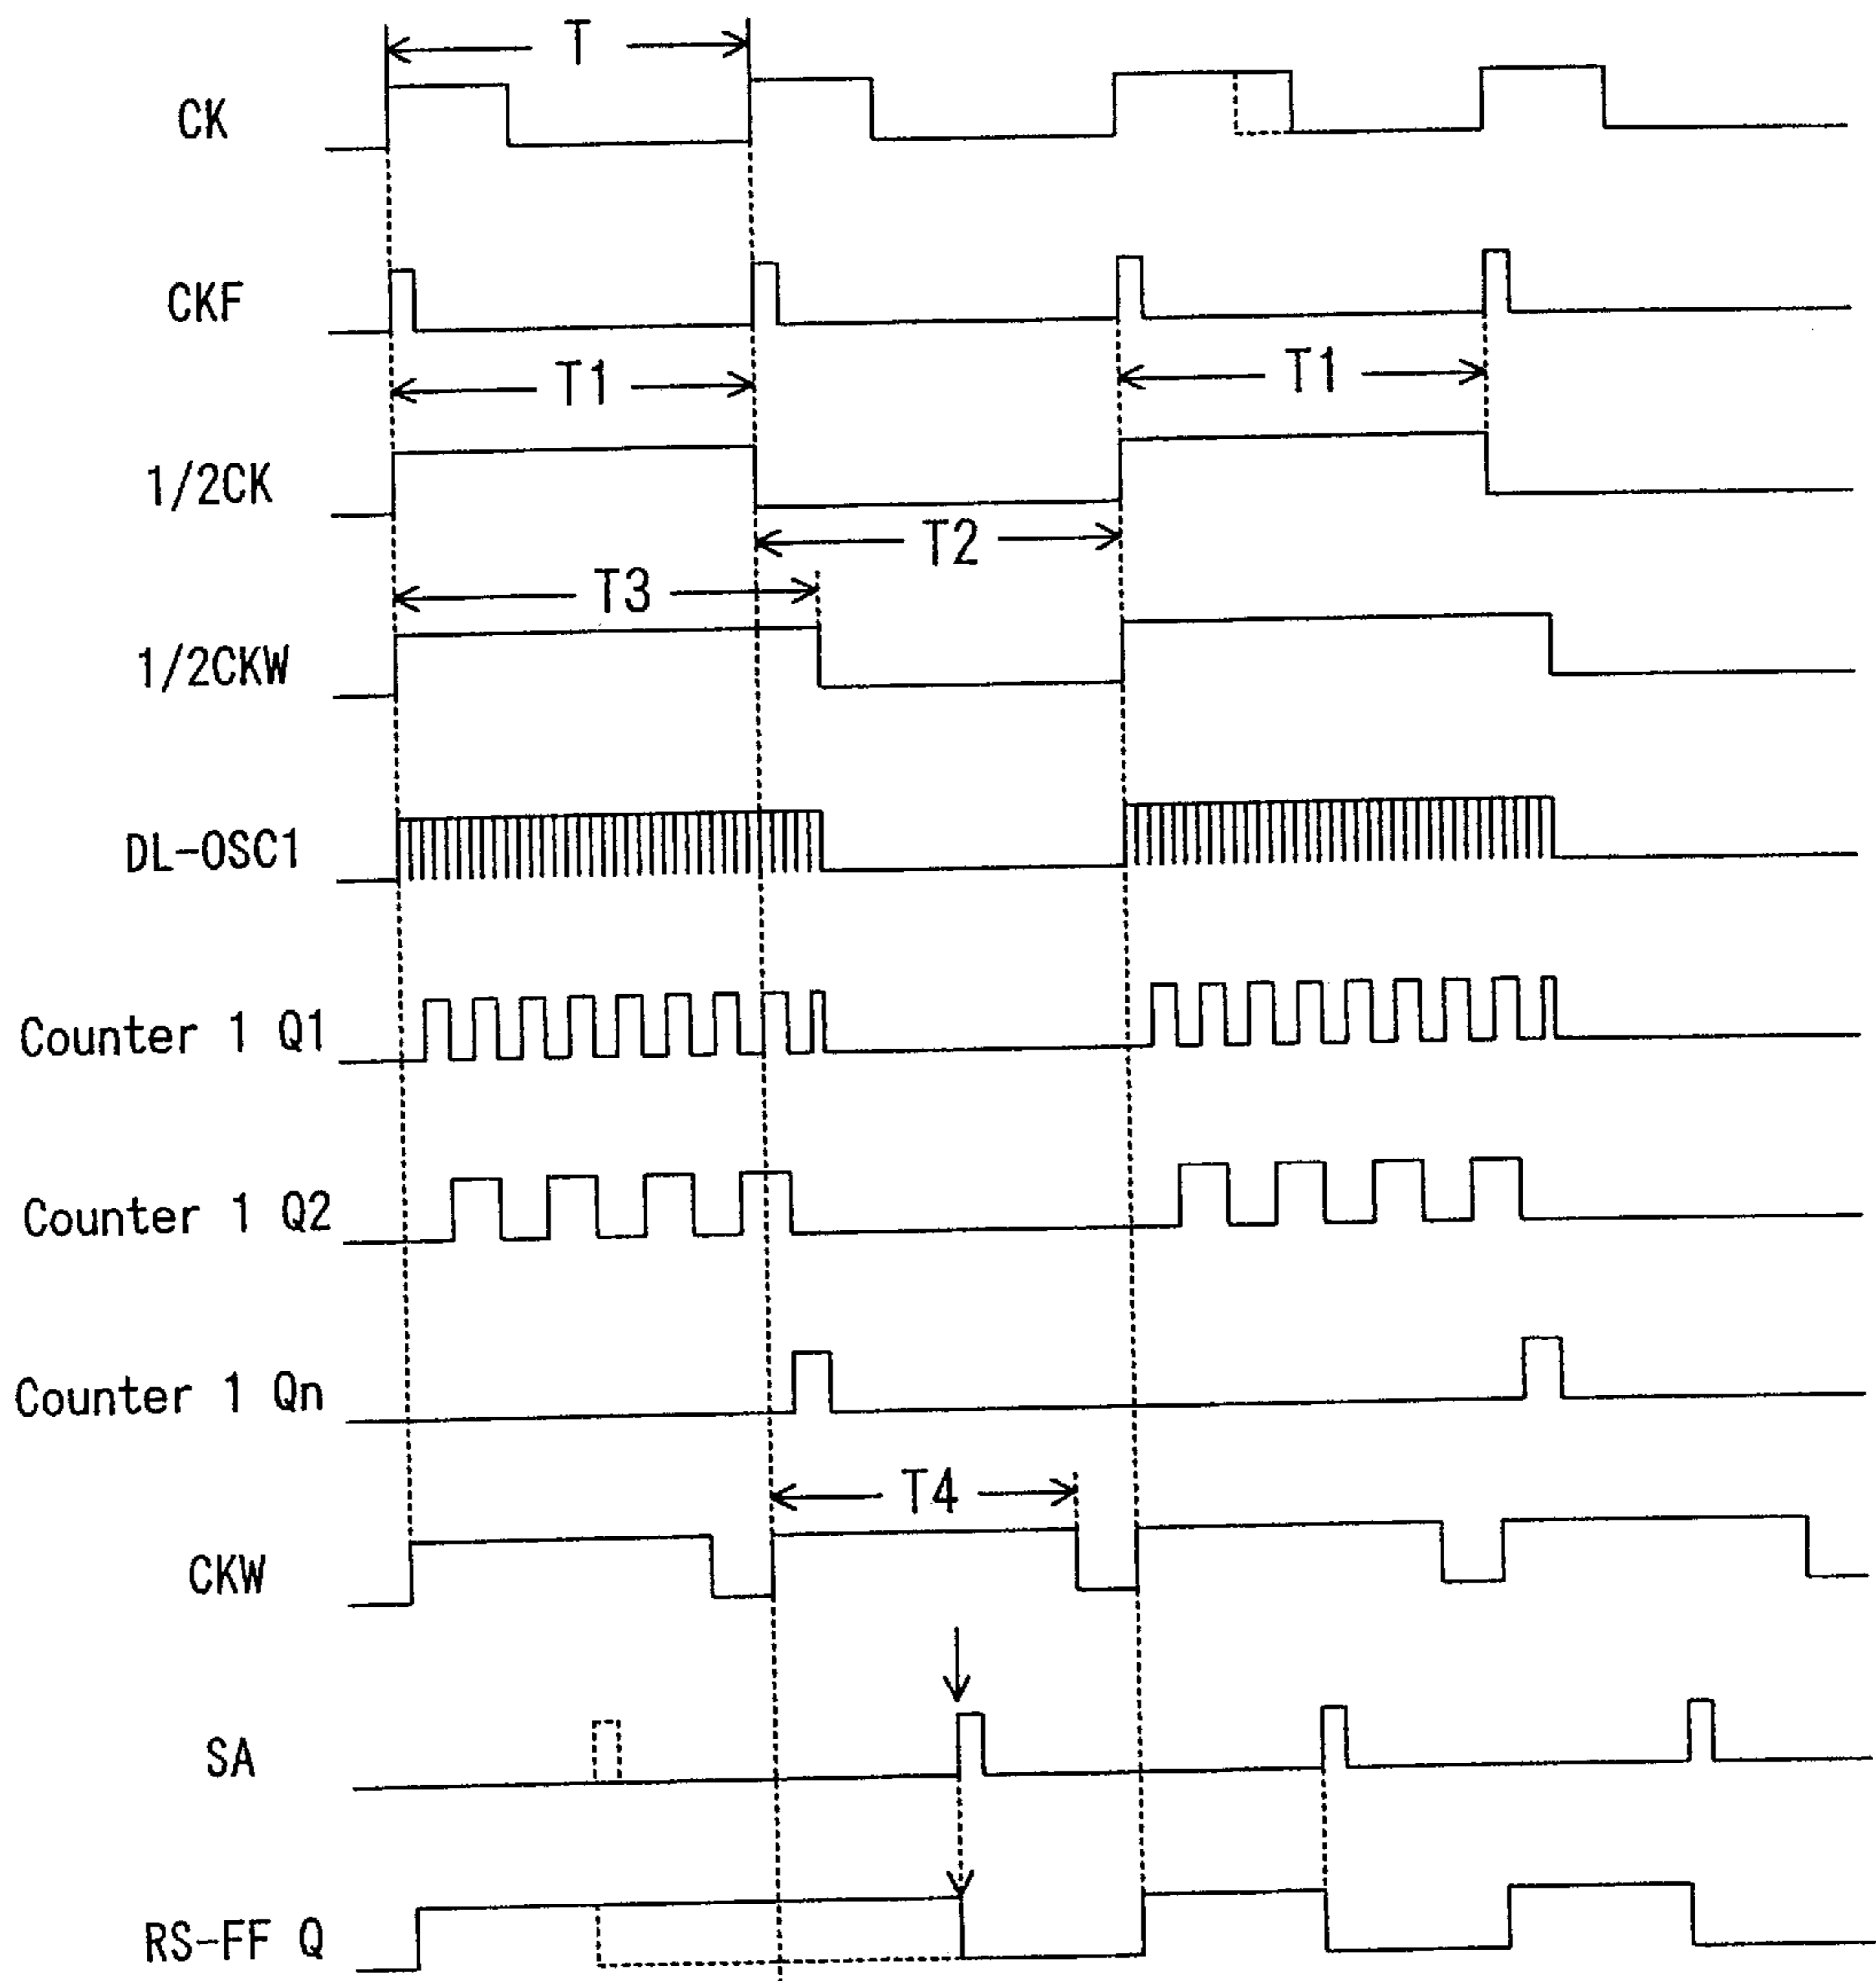 T
CK
CKF
T1 T1
1/2CK
T2
T3
1/2CKW
DL-OSC1
Counter 1 Q1
Counter 1 Q2
Counter 1 Qn
T4
CKW
SA
RS-FF Q